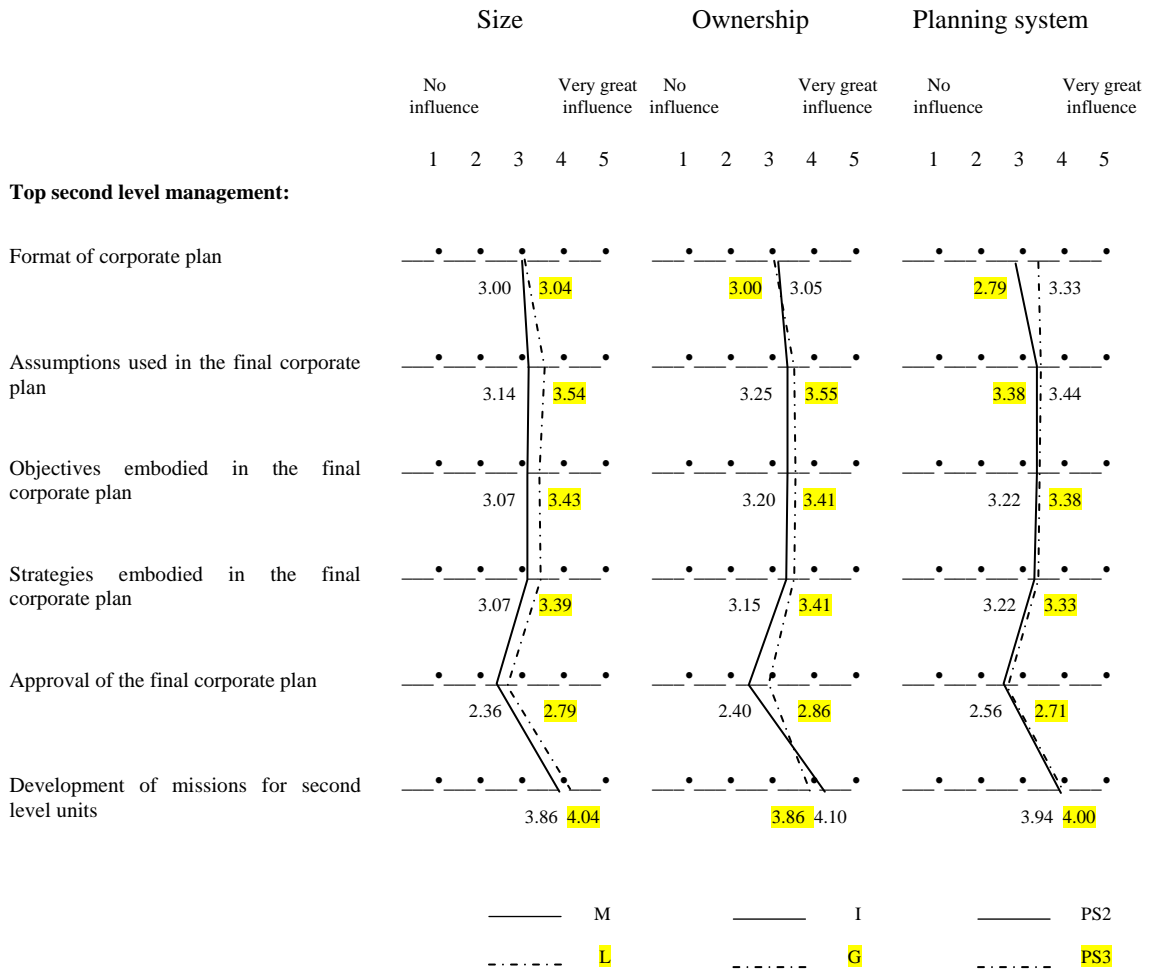 Size Ownership Planning system
No influence Very great influence No influence Very great influence No influence Very great influence
1 2 3 4 5 1 2 3 4 5 1 2 3 4 5
Top second level management:
Format of corporate plan
3.00 3.04 3.00 3.05 2.79 3.33
Assumptions used in the final corporate
plan
3.14 3.54 3.25 3.55 3.38 3.44
Objectives embodied in the final
corporate plan
3.07 3.43 3.20 3.41 3.22 3.38
Strategies embodied in the final
corporate plan
3.07 3.39 3.15 3.41 3.22 3.33
Approval of the final corporate plan
2.36 2.79 2.40 2.86 2.56 2.71
Development of missions for second
level units
3.86 4.04 3.86 4.10 3.94 4.00
M I PS2
L G PS3